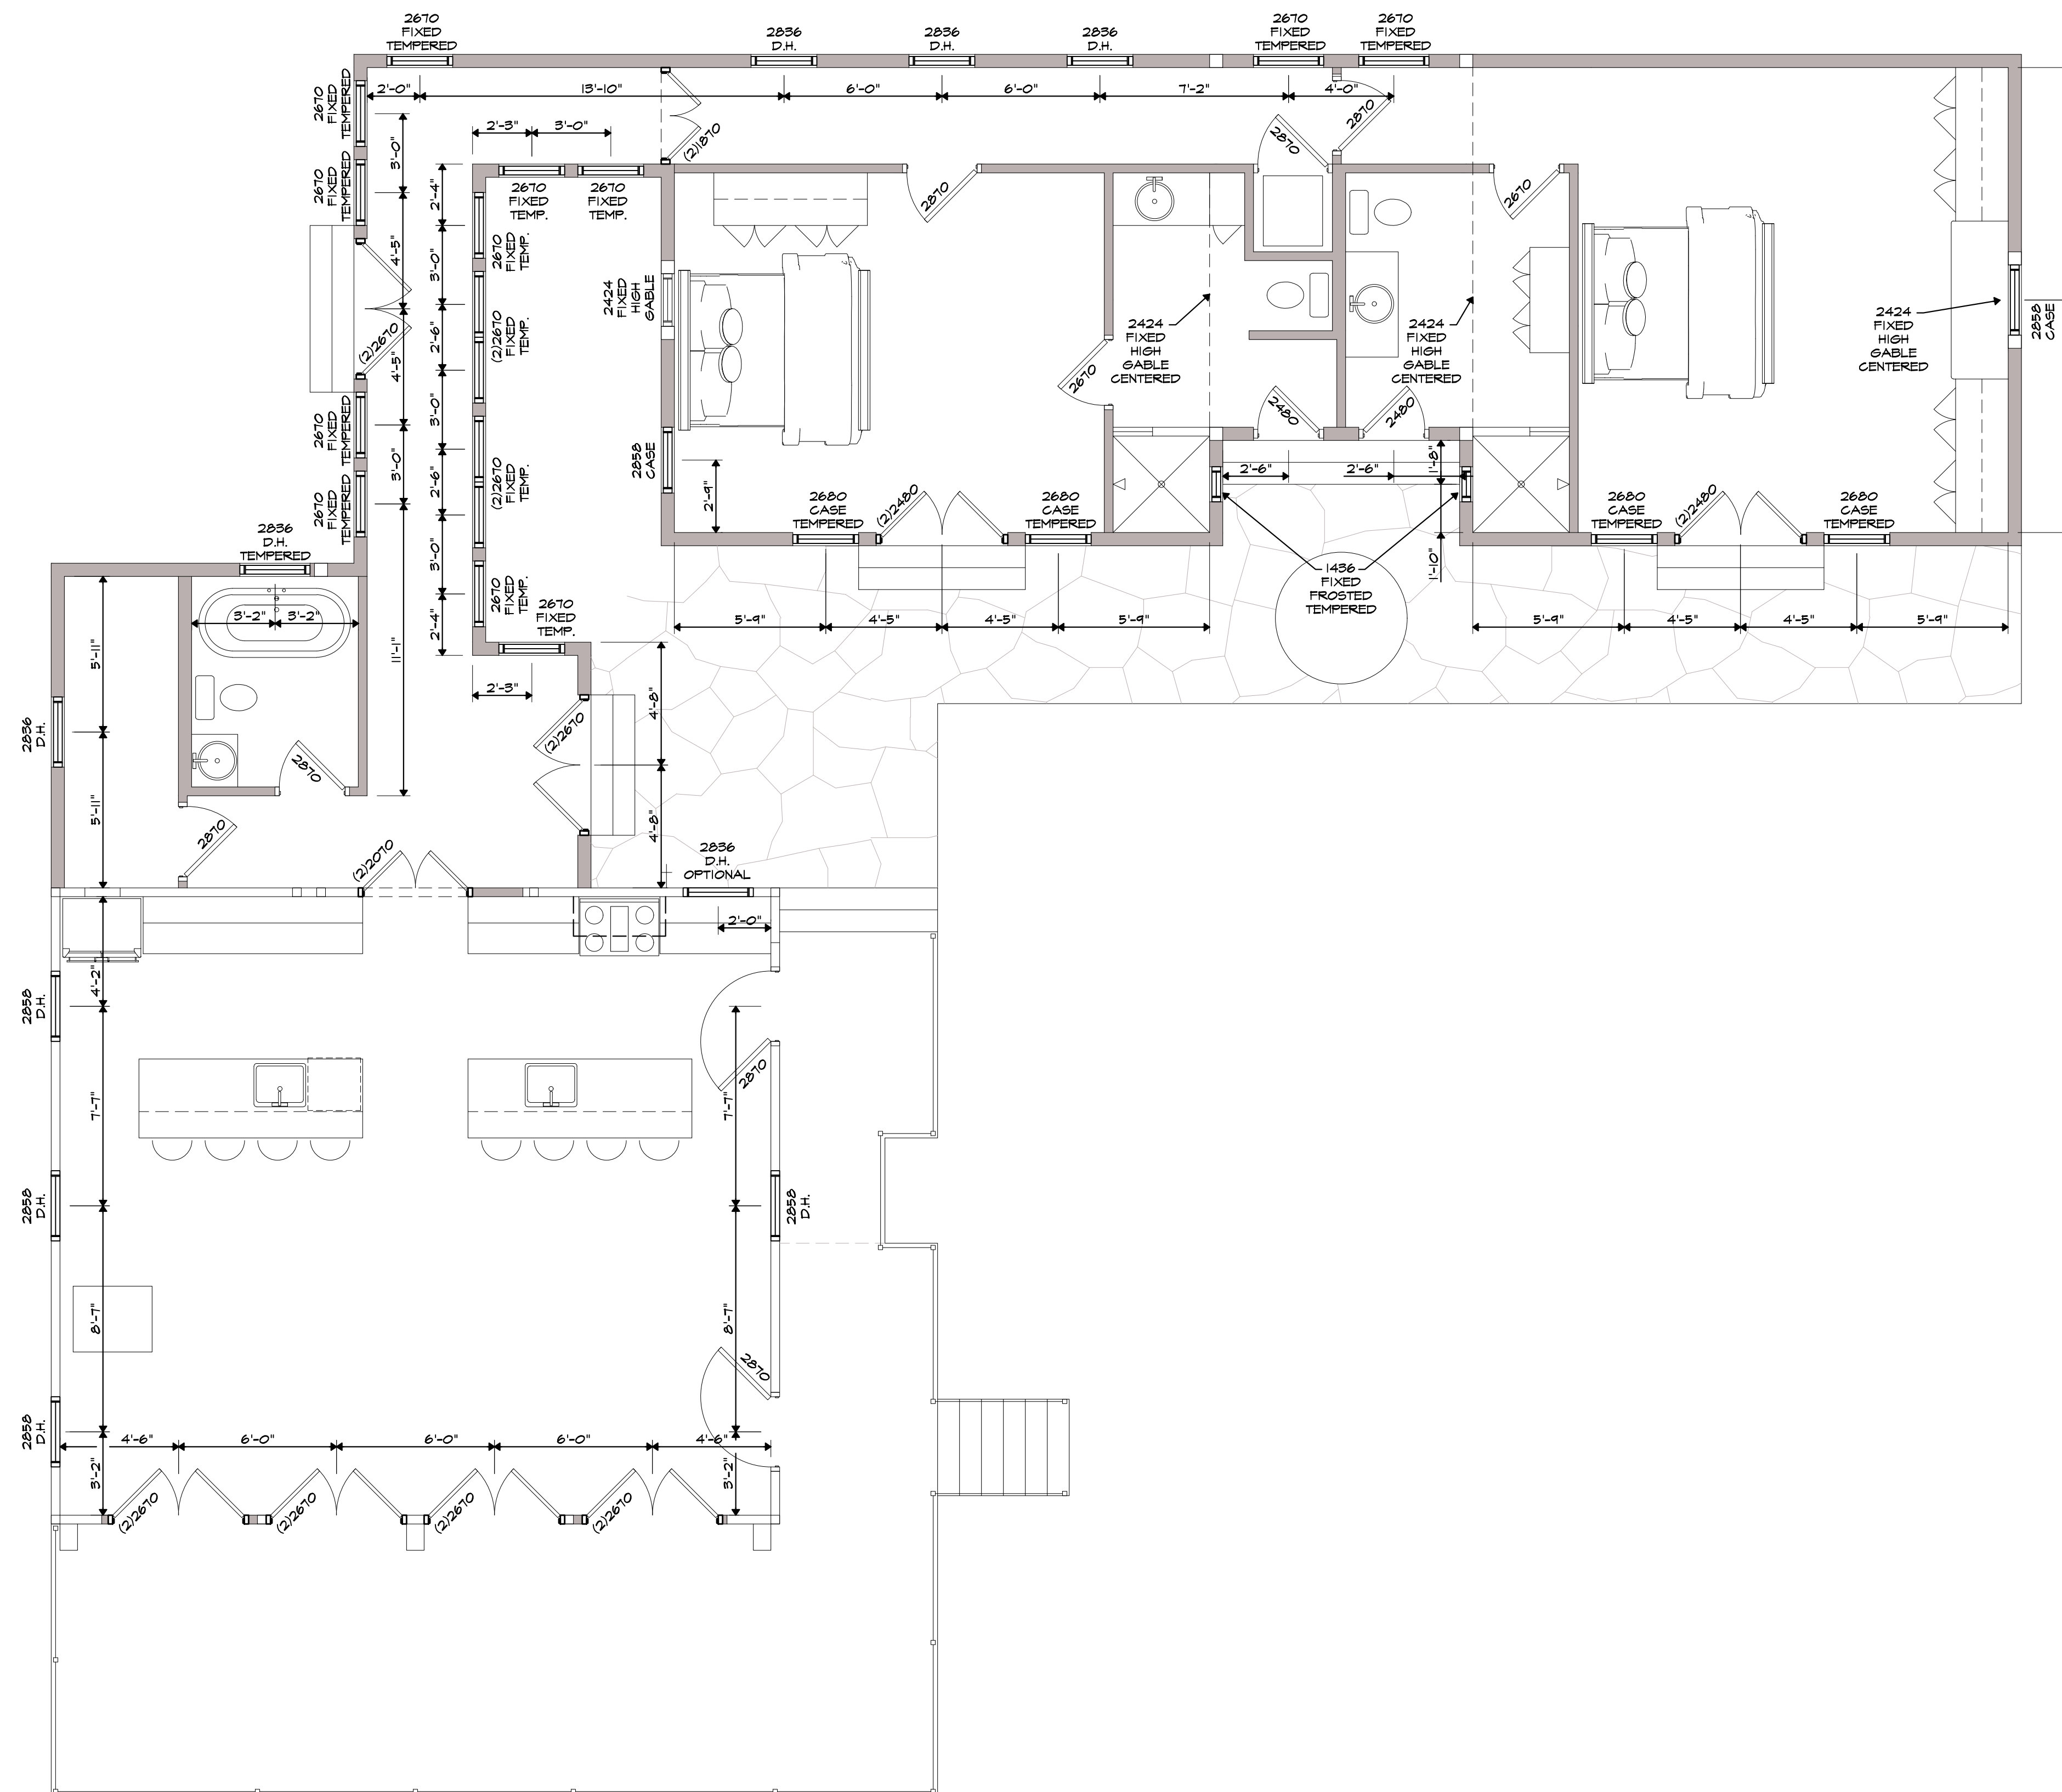 2670
FIXED
TEMPERED
2836
D.H.
2836
D.H.
2836
D.H.
2670
FIXED
TEMPERED
2670
FIXED
TEMPERED
2670
FIXED
TEMPERED
2'-0"
13'-10"
6'-0"
6'-0"
7'-2"
4'-0"
2'-3"
3'-0"
(2)1870
2870
2870
3'-0"
2670
FIXED
TEMPERED
2670
FIXED
TEMP.
2670
FIXED
TEMP.
2'-4"
2870
2670
4'-5"
3'-0"
2670
FIXED
TEMP.
2424
FIXED
HIGH
GABLE
(2)2670
4'-5"
2'-6"
(2)2670
FIXED
TEMP.
2424
FIXED
HIGH
GABLE
CENTERED
2424
FIXED
HIGH
GABLE
CENTERED
2424
FIXED
HIGH
GABLE
CENTERED
2858
CASE
2670
2480
2480
2670
FIXED
TEMPERED
3'-0"
3'-0"
2670
FIXED
TEMPERED
2'-6"
(2)2670
FIXED
TEMP.
2858
CASE
2'-9"
2680
CASE
TEMPERED
(2)2480
2680
CASE
TEMPERED
2'-6"
2'-6"
1'-8"
2680
CASE
TEMPERED
(2)2480
2680
CASE
TEMPERED
2836
D.H.
TEMPERED
3'-0"
1'-10"
1436
FIXED
FROSTED
TEMPERED
2670
FIXED
TEMP.
2670
FIXED
TEMP.
2'-4"
3'-2"
3'-2"
5'-9"
4'-5"
4'-5"
5'-9"
5'-9"
4'-5"
4'-5"
5'-9"
5'-11"
11'-1"
2'-3"
4'-8"
2836
D.H.
(2)2670
2870
5'-11"
4'-8"
2870
(2)2070
2836
D.H.
OPTIONAL
2'-0"
4'-2"
2858
D.H.
2870
7'-7"
7'-7"
2858
D.H.
2858
D.H.
8'-7"
8'-7"
2870
2858
D.H.
4'-6"
6'-0"
6'-0"
6'-0"
4'-6"
3'-2"
3'-2"
(2)2670
(2)2670
(2)2670
(2)2670